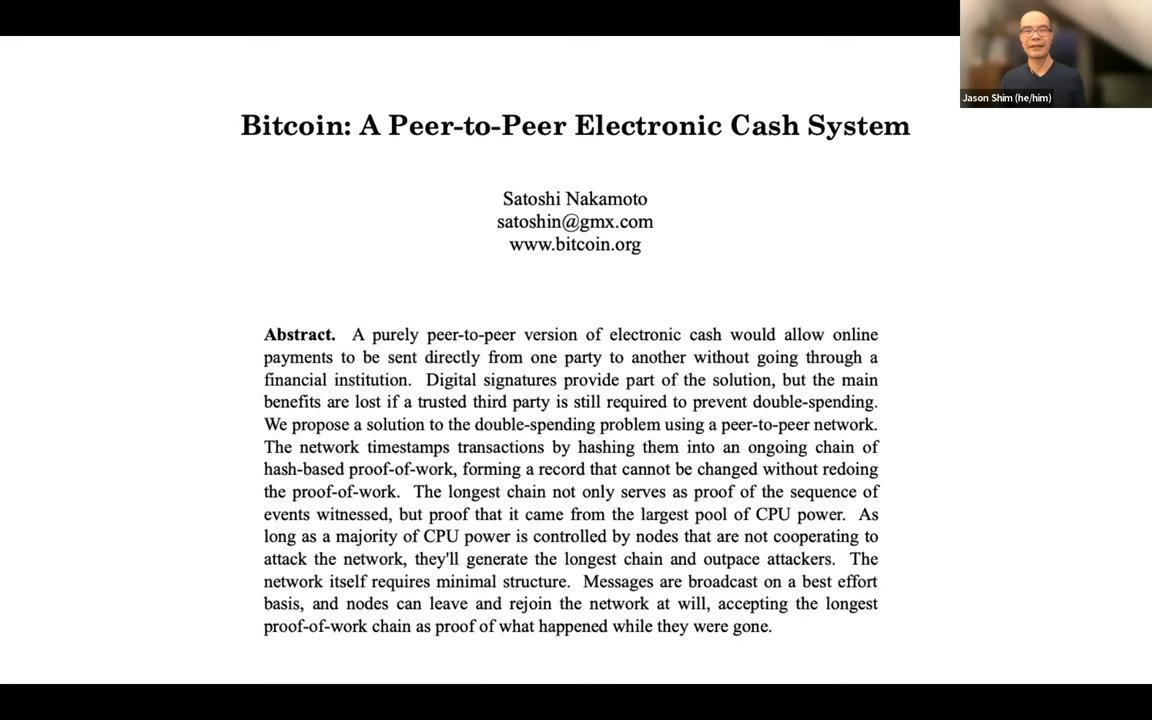 Jason Shim (he/him)
Bitcoin: A Peer-to-Peer Electronic Cash System
Satoshi Nakamoto
satoshin@gmx.com
www.bitcoin.org
Abstract. A purely peer-to-peer version of electronic cash would allow online
payments to be sent directly from one party to another without going through a
financial institution. Digital signatures provide part of the solution, but the main
benefits are lost if a trusted third party is still required to prevent double-spending.
We propose a solution to the double-spending problem using a peer-to-peer network.
The network timestamps transactions by hashing them into an ongoing chain of
hash-based proof-of-work, forming a record that cannot be changed without redoing
the proof-of-work. The longest chain not only serves as proof of the sequence of
events witnessed, but proof that it came from the largest pool of CPU power. As
long as a majority of CPU power is controlled by nodes that are not cooperating to
attack the network, they'll generate the longest chain and outpace attackers. The
network itself requires minimal structure. Messages are broadcast on a best effort
basis, and nodes can leave and rejoin the network at will, accepting the longest
proof-of-work chain as proof of what happened while they were gone.